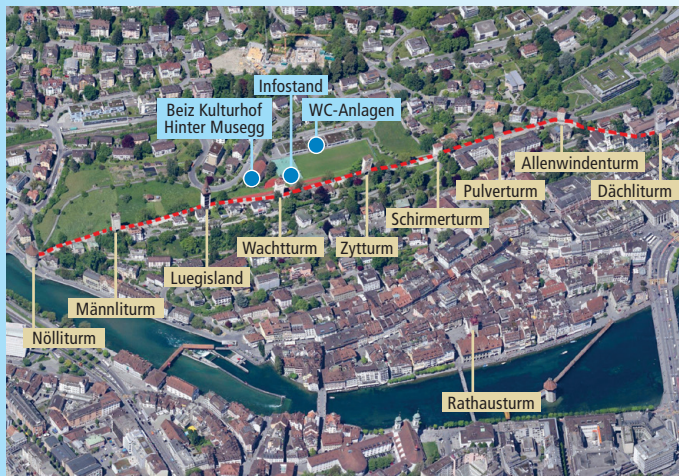 Infostand
Beiz Kulturhof
Hinter Musegg
WC-Anlagen
Allenwindenturm
Pulverturm
Dächliturm
Schirmerturm
Wachtturm
Zytturm
Luegisland
Männliturm
Nölliturm
Rathausturm